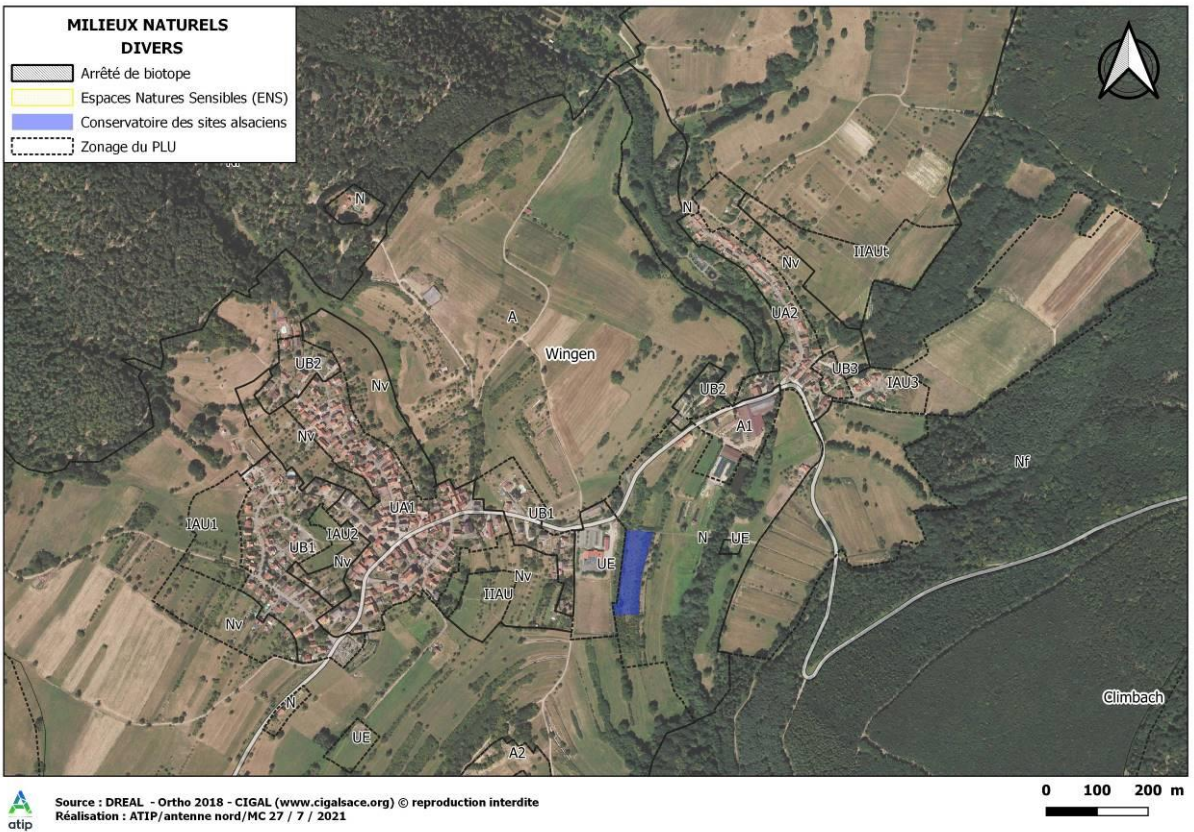 MILIEUX NATURELS
DIVERS
Arrêté de biotope
Espaces Natures Sensibles (ENS)
Conservatoire des sites alsaciens
Zonage du PLU
N
N
IIAUt
Nv
A
UA2
Wingen
UB2
UB3
Nv
UB2
IAU3
A1
Nv
Nf
UA1
UB1
IAU1
IAU2
UB1
N
UE
Nv
UE
Nv
IIAU
Nv
Climbach
N
UE
A2
atip
Source : DREAL - Ortho 2018 - CIGAL (www.cigalsace.org) © reproduction interdite
Réalisation : ATIP/antenne nord/MC 27 / 7 / 2021
0 100 200 m